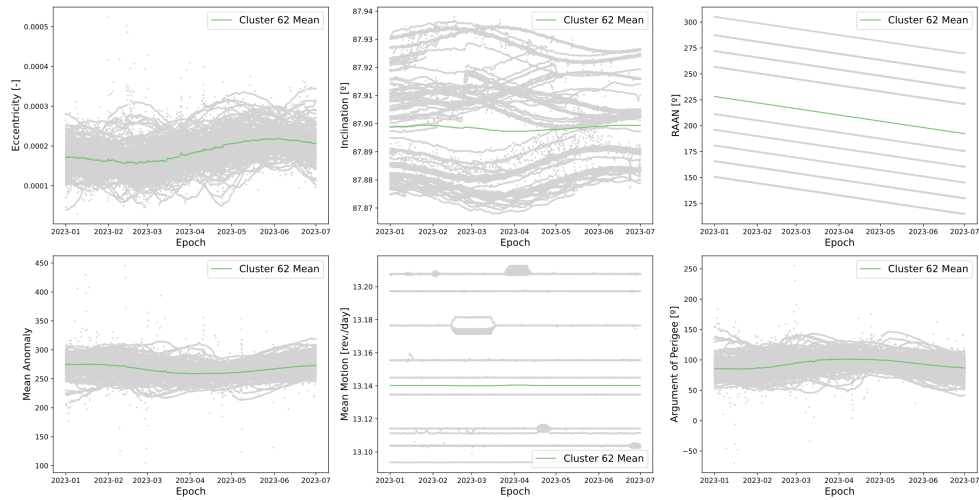 0.0005
0.0004
0.0003
0.0002
0.0001
Eccentricity [-]
Cluster 62 Mean
2023-01 2023-02 2023-03 2023-04 2023-05 2023-06 2023-07
Epoch
87.94
87.93
87.92
87.91
87.90
87.89
87.88
87.87
Inclination [º]
Cluster 62 Mean
2023-01 2023-02 2023-03 2023-04 2023-05 2023-06 2023-07
Epoch
300
275
250
225
200
175
150
125
RAAN [º]
Cluster 62 Mean
2023-01 2023-02 2023-03 2023-04 2023-05 2023-06 2023-07
Epoch
450
400
350
300
250
200
150
100
Mean Anomaly
Cluster 62 Mean
2023-01 2023-02 2023-03 2023-04 2023-05 2023-06 2023-07
Epoch
13.20
13.18
13.16
13.14
13.12
13.10
Mean Motion [rev./day]
Cluster 62 Mean
2023-01 2023-02 2023-03 2023-04 2023-05 2023-06 2023-07
Epoch
250
200
150
100
50
0
−50
Argument of Perigee [º]
Cluster 62 Mean
2023-01 2023-02 2023-03 2023-04 2023-05 2023-06 2023-07
Epoch